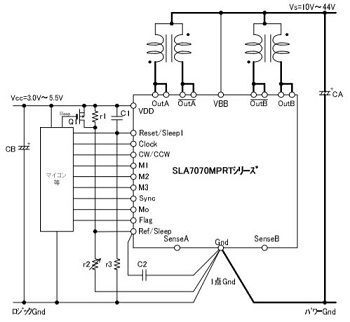 Vs=10V～44V
Vcc=3.0V～5.5V
CA
OutA
OutA
VBB
OutB
OutB
Q1
r1
C1
VDD
Reset/Sleep1
Clock
CW/CCW
M1
M2
M3
Sync
Mo
Flag
Ref/Sleep
SLA7070MPRTシリーズ
CB
マイコン
等
SenseA
Gnd
SenseB
r2
r3
C2
1点Gnd
ロジックGnd
パワーGnd